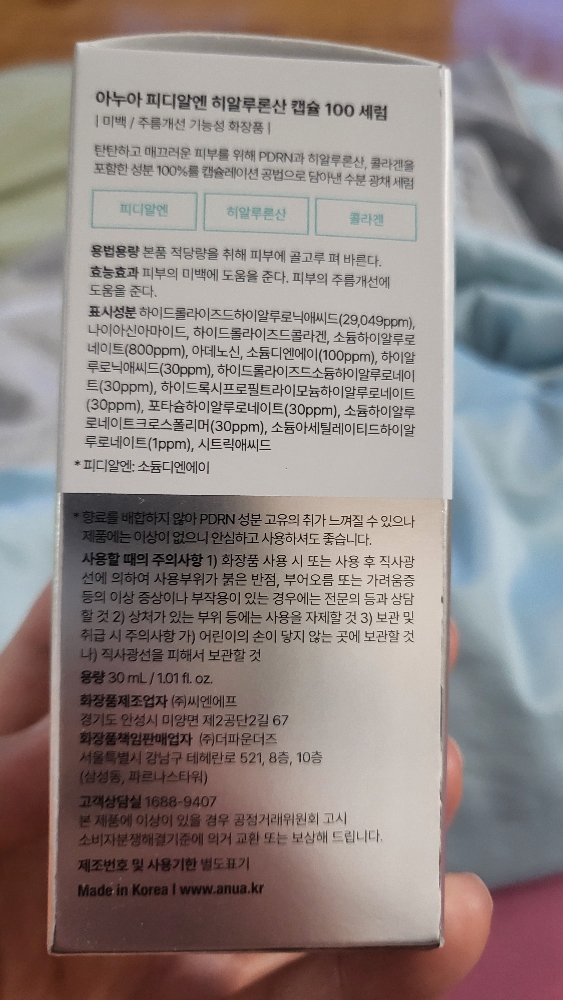 아누아 피디알엔 히알루론산 캡슐 100 세럼
| 미백 / 주름개선 기능성 화장품 |
탄탄하고 매끄러운 피부를 위해 PDRN과 히알루론산, 콜라겐을
포함한 성분 100%를 캡슐레이션 공법으로 담아낸 수분 광채 세럼
피디알엔 히알루론산 콜라겐
용법용량 본품 적당량을 취해 피부에 골고루 펴 바른다.
효능효과 피부의 미백에 도움을 준다. 피부의 주름개선에
도움을 준다.
표시성분 하이드롤라이즈드하이알루로닉애씨드(29,049ppm),
나이아신아마이드, 하이드롤라이즈드콜라겐, 소듐하이알루로
네이트(800ppm), 아데노신, 소듐디엔에이(100ppm), 하이알
루로닉애씨드(30ppm), 하이드롤라이즈드소듐하이알루로네이
트(30ppm), 하이드록시프로필트라이모늄하이알루로네이트
(30ppm), 포타슘하이알루로네이트(30ppm), 소듐하이알루
로네이트크로스폴리머(30ppm), 소듐아세틸레이티드하이알
루로네이트(1ppm), 시트릭애씨드
* 피디알엔: 소듐디엔에이
* 향료를 배합하지 않아 PDRN 성분 고유의 취가 느껴질 수 있으나
제품에는 이상이 없으니 안심하고 사용하셔도 좋습니다.
사용할 때의 주의사항 1) 화장품 사용 시 또는 사용 후 직사광
선에 의하여 사용부위가 붉은 반점, 부어오름 또는 가려움증
등의 이상 증상이나 부작용이 있는 경우에는 전문의 등과 상담
할 것 2) 상처가 있는 부위 등에는 사용을 자제할 것 3) 보관 및
취급 시 주의사항 가) 어린이의 손이 닿지 않는 곳에 보관할 것
나) 직사광선을 피해서 보관할 것
용량 30 mL / 1.01 fl. oz.
화장품제조업자 (주)씨엔에프
경기도 안성시 미양면 제2공단2길 67
화장품책임판매업자 (주)더파운더즈
서울특별시 강남구 테헤란로 521, 8층, 10층
(삼성동, 파르나스타워)
고객상담실 1688-9407
본 제품에 이상이 있을 경우 공정거래위원회 고시
소비자분쟁해결기준에 의거 교환 또는 보상해 드립니다.
제조번호 및 사용기한 별도표기
Made in Korea | www.anua.kr